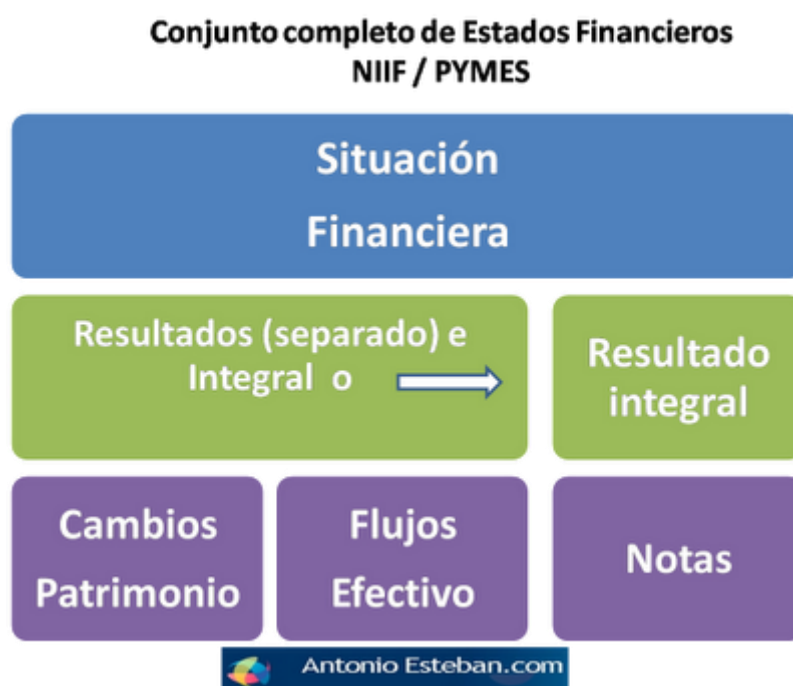 Conjunto completo de Estados Financieros
NIIF / PYMES
Situación
Financiera
Resultados (separado) e
Integral o
Resultado
integral
Cambios
Patrimonio
Flujos
Efectivo
Notas
Antonio Esteban.com